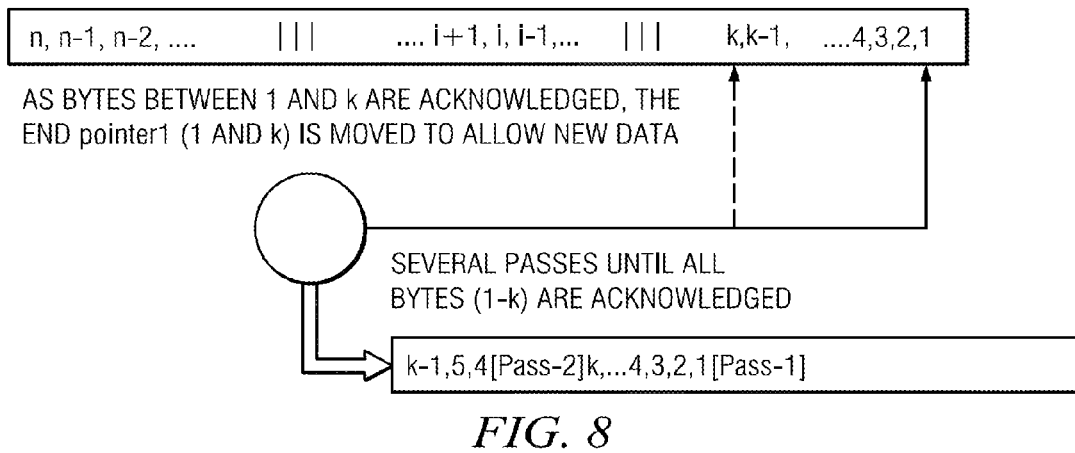 n, n-1, n-2, .... ||| .... i+1, i, i-1,... ||| k,k-1, ....4,3,2,1
AS BYTES BETWEEN 1 AND k ARE ACKNOWLEDGED, THE
END pointer1 (1 AND k) IS MOVED TO ALLOW NEW DATA
SEVERAL PASSES UNTIL ALL
BYTES (1-k) ARE ACKNOWLEDGED
k-1,5,4[Pass-2]k,...4,3,2,1[Pass-1]
FIG. 8